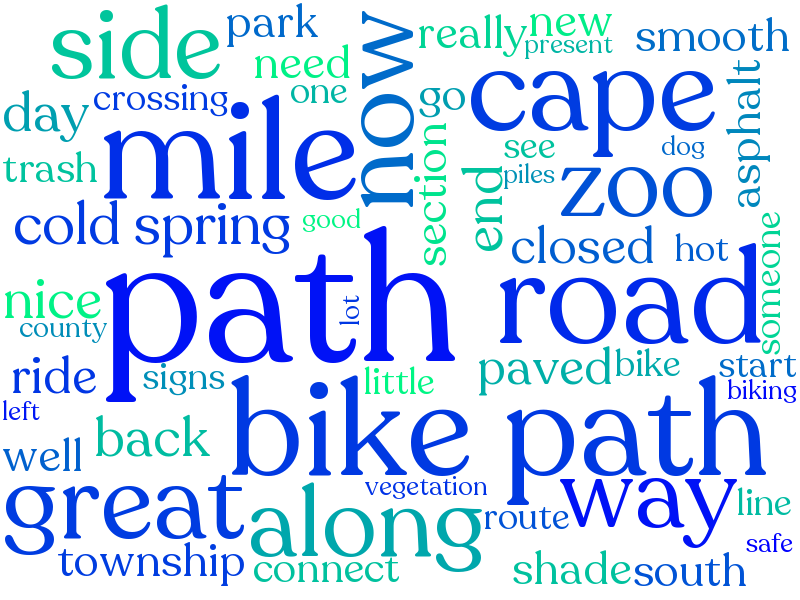 side
park
really
new
present
smooth
need
now
crossing
one
go
cape
day
mile
asphalt
trash
section
see
dog
piles
zoo
end
cold spring
good
closed
hot
someone
nice
path
road
county
lot
ride
signs
little
paved
bike
start
biking
left
back
bike path
well
great
vegetation
along
route
way
line
township
connect
shade
south
safe